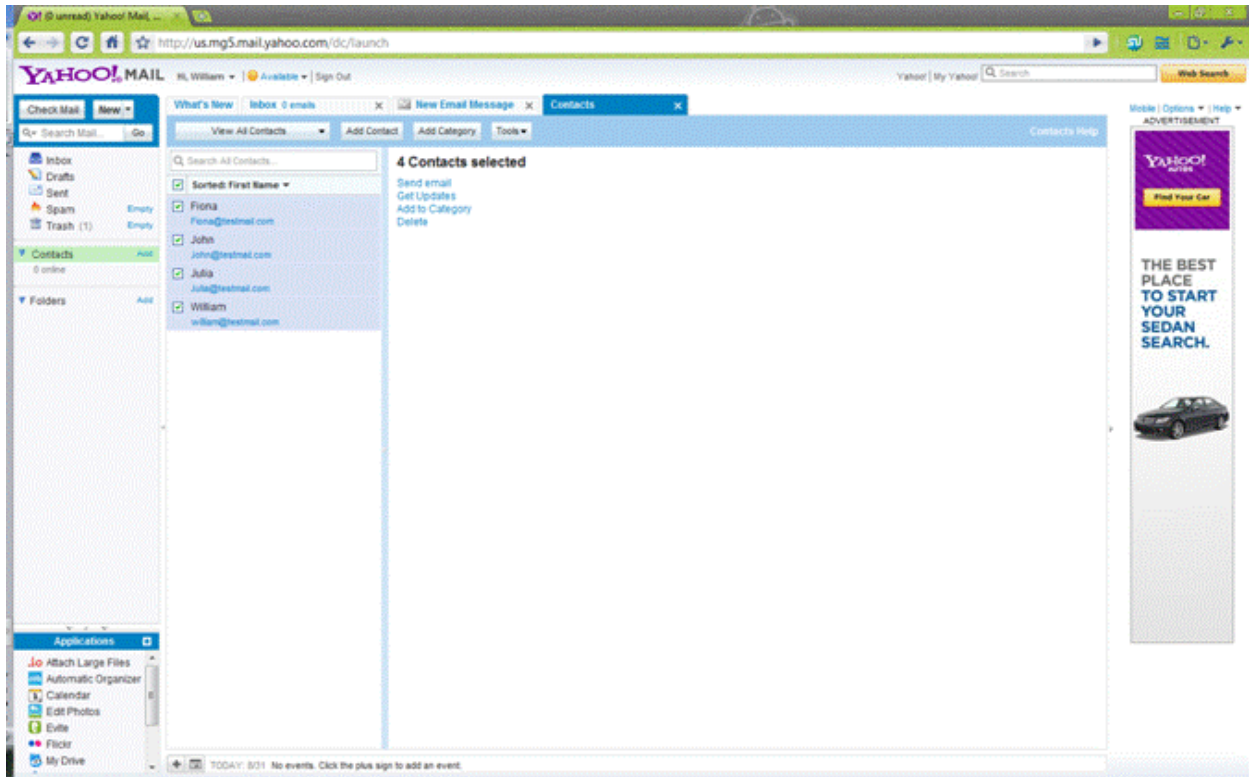 (0 unread) Yahoo! Mail, ...
http://us.mg5.mail.yahoo.com/dc/launch
YAHOO! MAIL Hi, William Available Sign Out Yahoo! My Yahoo! Search Web Search
Check Mail New
Search Mail... Go
Inbox
Drafts
Sent
Spam Empty
Trash (1) Empty
Contacts Add
0 online
Folders Add
Applications
Attach Large Files
Automatic Organizer
Calendar
Edit Photos
Evite
Flickr
My Drive
What's New Inbox 0 emails New Email Message Contacts
View All Contacts Add Contact Add Category Tools Contacts Help
Search All Contacts...
Sorted: First Name
Fiona
Fiona@testmail.com
John
John@testmail.com
Julia
Julia@testmail.com
William
william@testmail.com
4 Contacts selected
Send email
Get Updates
Add to Category
Delete
TODAY: 8/31 No events. Click the plus sign to add an event.
Mobile | Options | Help
ADVERTISEMENT
YAHOO!
AUTOS
Find Your Car
THE BEST
PLACE
TO START
YOUR
SEDAN
SEARCH.